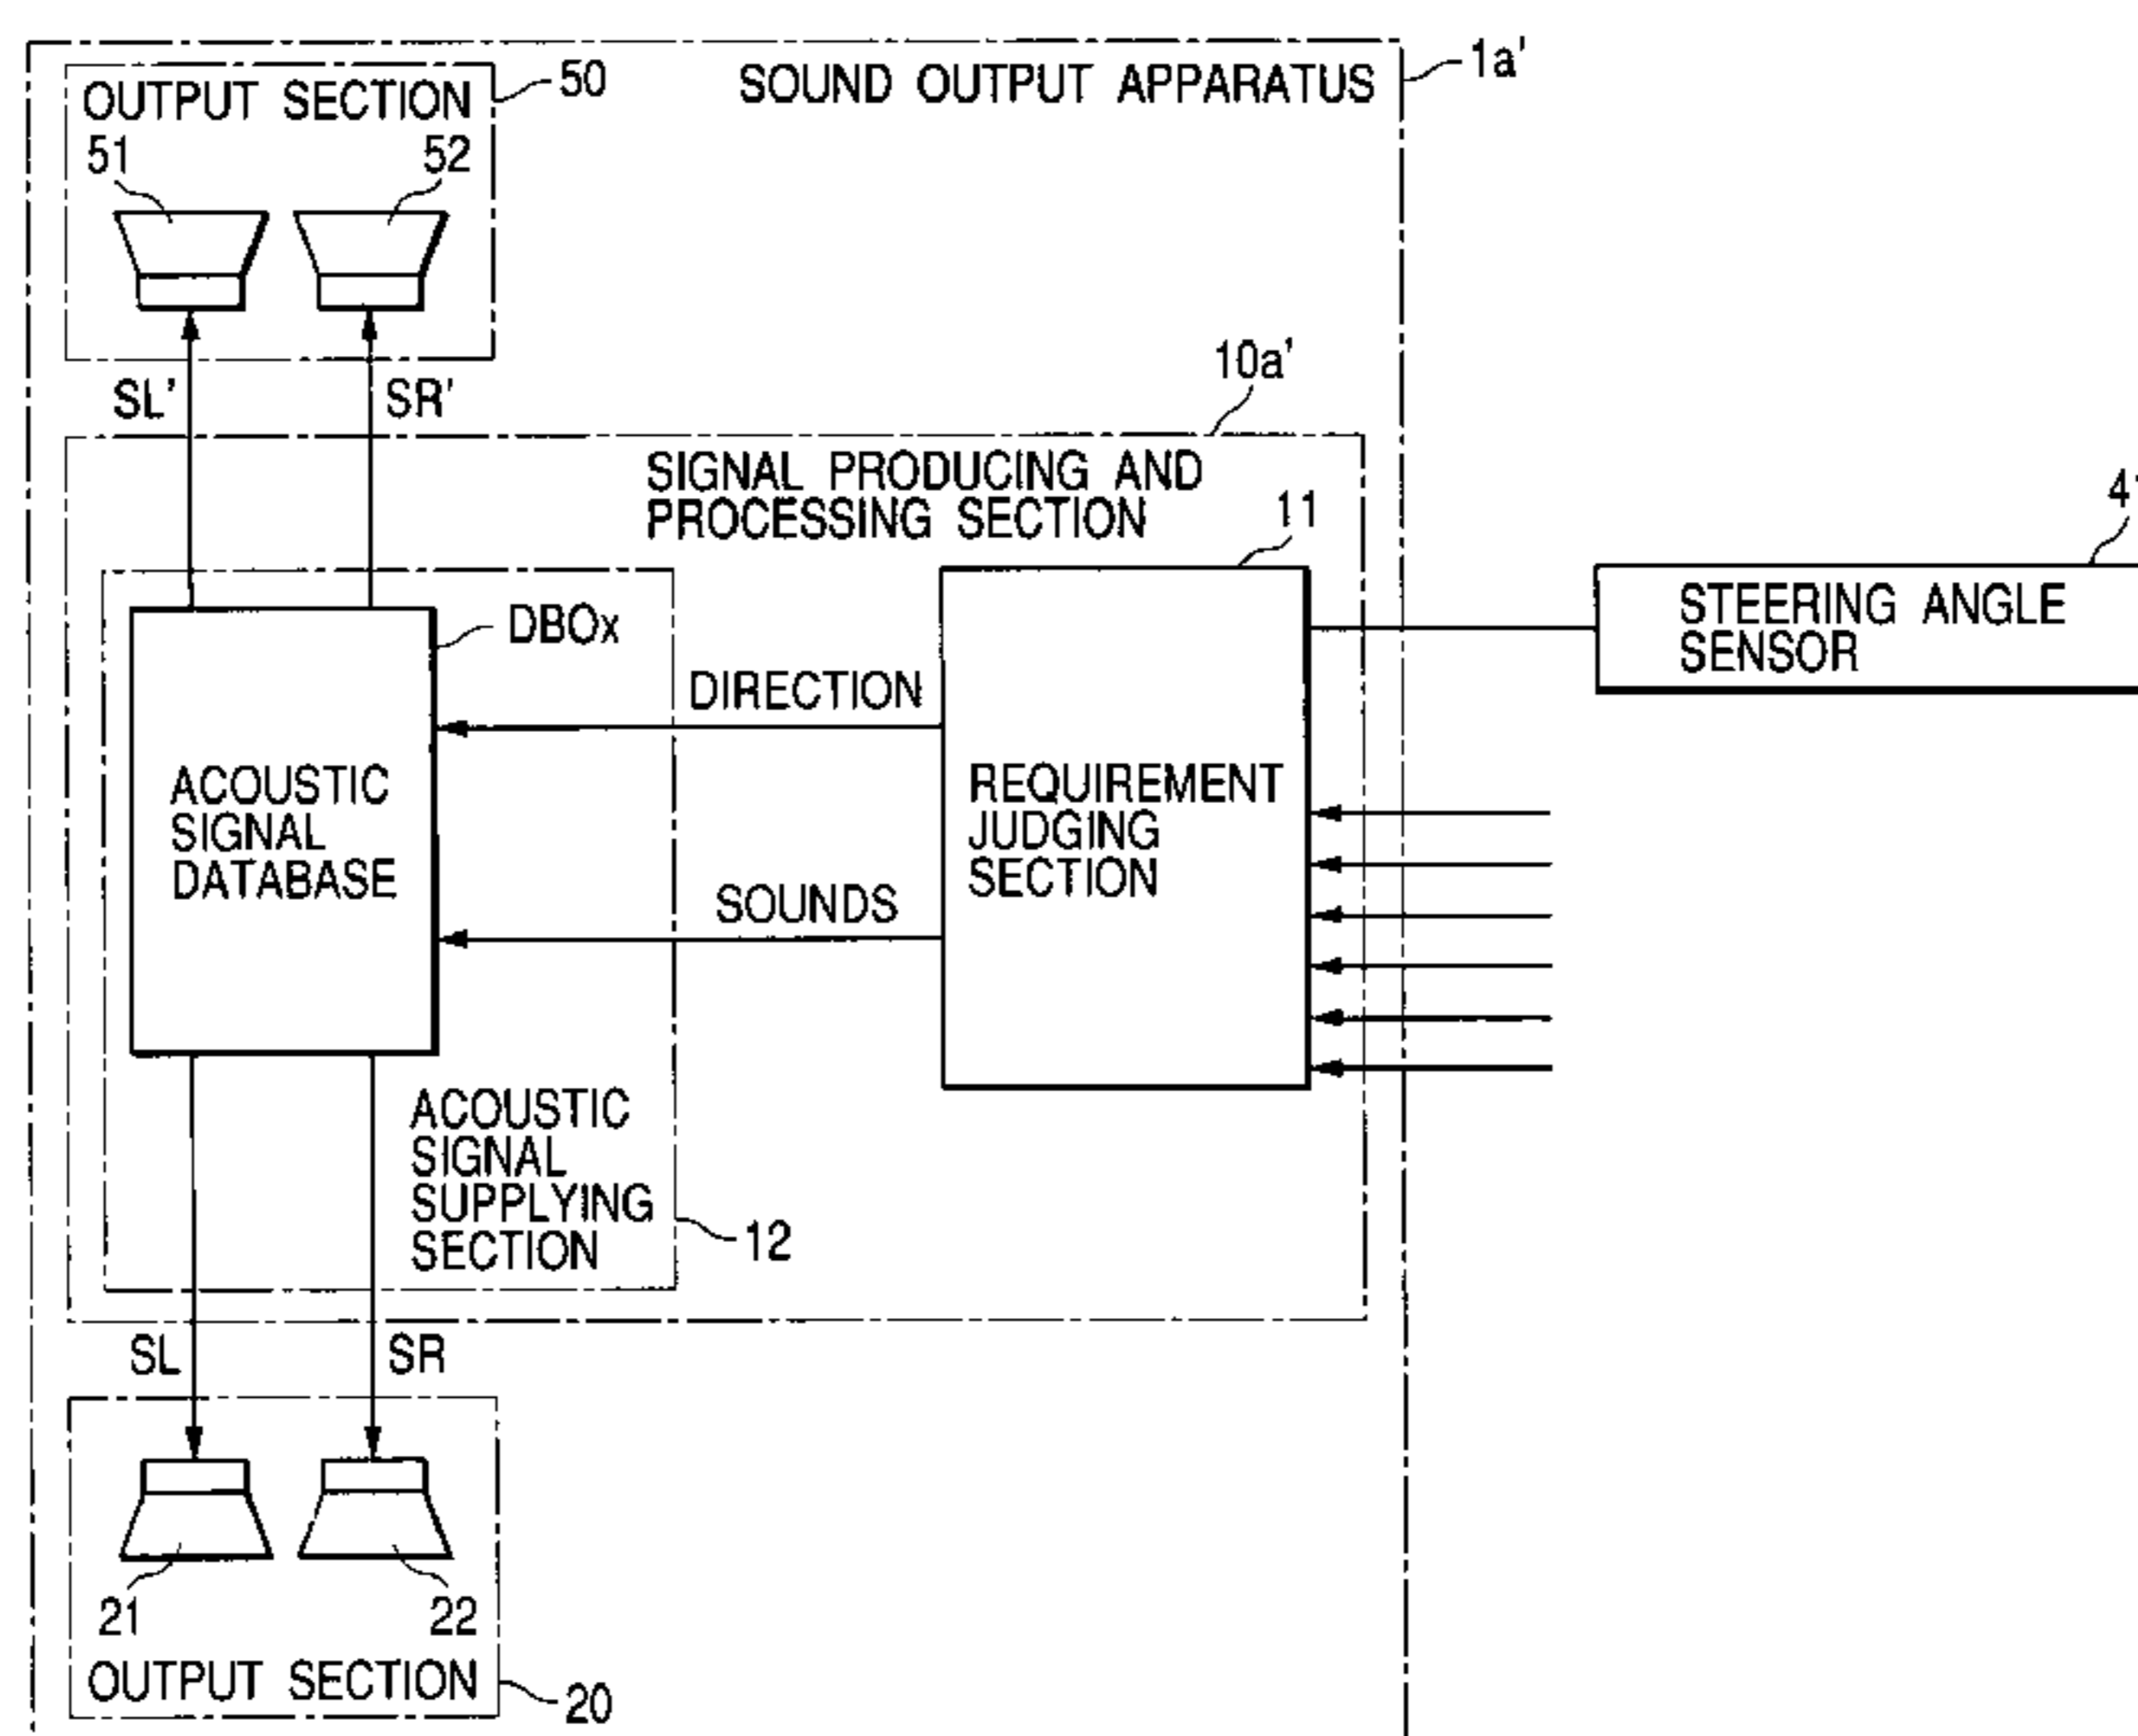 1a'
SOUND OUTPUT APPARATUS
50
OUTPUT SECTION
51
52
SL'
SR'
10a'
SIGNAL PRODUCING AND
PROCESSING SECTION
11
STEERING ANGLE
SENSOR
DBOx
DIRECTION
ACOUSTIC
SIGNAL
DATABASE
REQUIREMENT
JUDGING
SECTION
SOUNDS
ACOUSTIC
SIGNAL
SUPPLYING
SECTION
12
SL
SR
21
22
OUTPUT SECTION
20